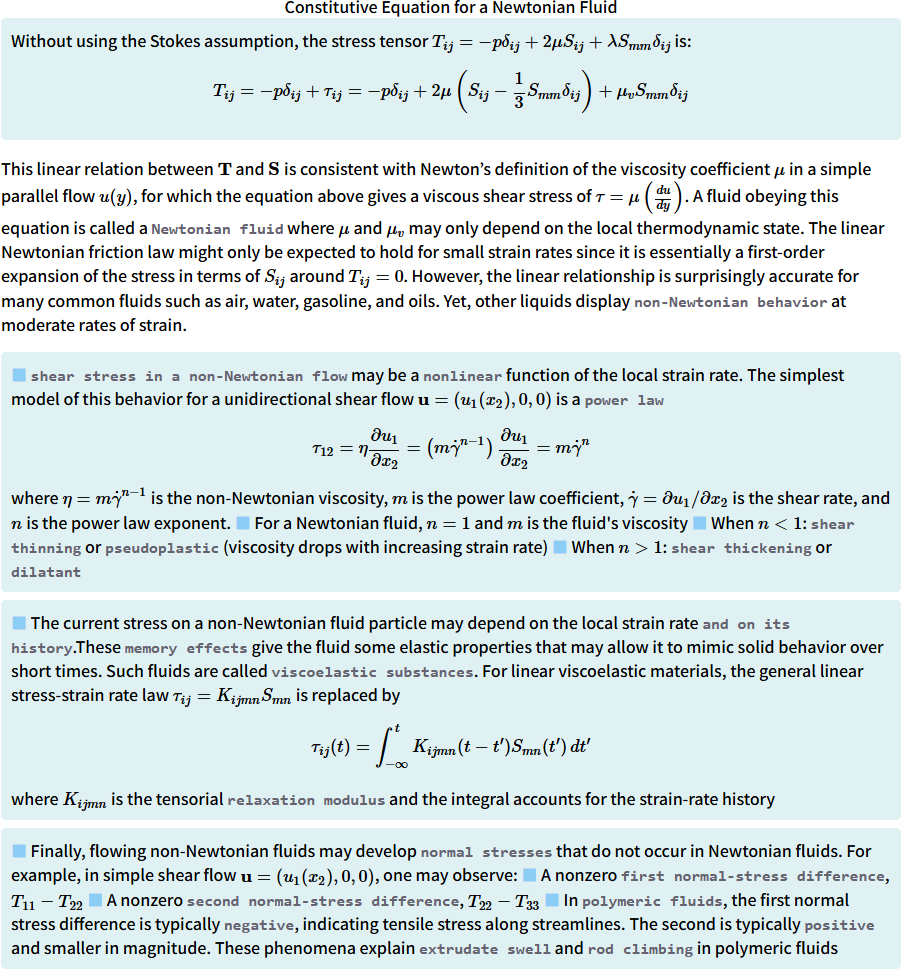 Constitutive Equation for a Newtonian Fluid
Without using the Stokes assumption, the stress tensor $T_{ij} = -p\delta_{ij} + 2\mu S_{ij} + \lambda S_{mm}\delta_{ij}$ is:
$T_{ij} = -p\delta_{ij} + \tau_{ij} = -p\delta_{ij} + 2\mu \left( S_{ij} - \frac{1}{3} S_{mm}\delta_{ij} \right) + \mu_v S_{mm}\delta_{ij}$
This linear relation between $\mathbf{T}$ and $\mathbf{S}$ is consistent with Newton’s definition of the viscosity coefficient $\mu$ in a simple
parallel flow $u(y)$, for which the equation above gives a viscous shear stress of $\tau = \mu \left( \frac{du}{dy} \right)$. A fluid obeying this
equation is called a Newtonian fluid where $\mu$ and $\mu_v$ may only depend on the local thermodynamic state. The linear
Newtonian friction law might only be expected to hold for small strain rates since it is essentially a first-order
expansion of the stress in terms of $S_{ij}$ around $T_{ij} = 0$. However, the linear relationship is surprisingly accurate for
many common fluids such as air, water, gasoline, and oils. Yet, other liquids display non-Newtonian behavior at
moderate rates of strain.
shear stress in a non-Newtonian flow may be a nonlinear function of the local strain rate. The simplest
model of this behavior for a unidirectional shear flow $\mathbf{u} = (u_1(x_2), 0, 0)$ is a power law
$\tau_{12} = \eta \frac{\partial u_1}{\partial x_2} = \left( m\dot{\gamma}^{n-1} \right) \frac{\partial u_1}{\partial x_2} = m\dot{\gamma}^n$
where $\eta = m\dot{\gamma}^{n-1}$ is the non-Newtonian viscosity, $m$ is the power law coefficient, $\dot{\gamma} = \partial u_1/\partial x_2$ is the shear rate, and
$n$ is the power law exponent. For a Newtonian fluid, $n = 1$ and $m$ is the fluid's viscosity When $n < 1$: shear
thinning or pseudoplastic (viscosity drops with increasing strain rate) When $n > 1$: shear thickening or
dilatant
The current stress on a non-Newtonian fluid particle may depend on the local strain rate and on its
history.These memory effects give the fluid some elastic properties that may allow it to mimic solid behavior over
short times. Such fluids are called viscoelastic substances. For linear viscoelastic materials, the general linear
stress-strain rate law $\tau_{ij} = K_{ijmn}S_{mn}$ is replaced by
$\tau_{ij}(t) = \int_{-\infty}^{t} K_{ijmn}(t - t')S_{mn}(t')\,dt'$
where $K_{ijmn}$ is the tensorial relaxation modulus and the integral accounts for the strain-rate history
Finally, flowing non-Newtonian fluids may develop normal stresses that do not occur in Newtonian fluids. For
example, in simple shear flow $\mathbf{u} = (u_1(x_2), 0, 0)$, one may observe: A nonzero first normal-stress difference,
$T_{11} - T_{22}$ A nonzero second normal-stress difference, $T_{22} - T_{33}$ In polymeric fluids, the first normal
stress difference is typically negative, indicating tensile stress along streamlines. The second is typically positive
and smaller in magnitude. These phenomena explain extrudate swell and rod climbing in polymeric fluids